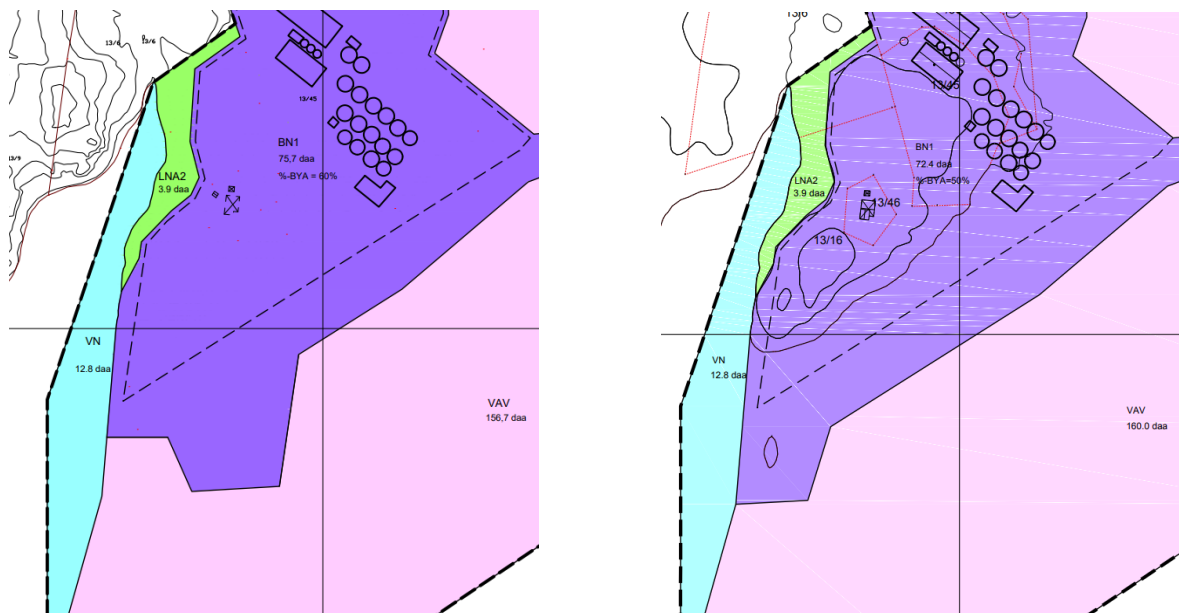 13/6
13/6
13/45
BN1
75,7 daa
%-BYA = 60%
13/9
LNA2
3.9 daa
VN
12.8 daa
VAV
156,7 daa
13/6
13/45
BN1
72.4 daa
%-BYA=50%
LNA2
3.9 daa
13/46
13/16
VN
12.8 daa
VAV
160.0 daa